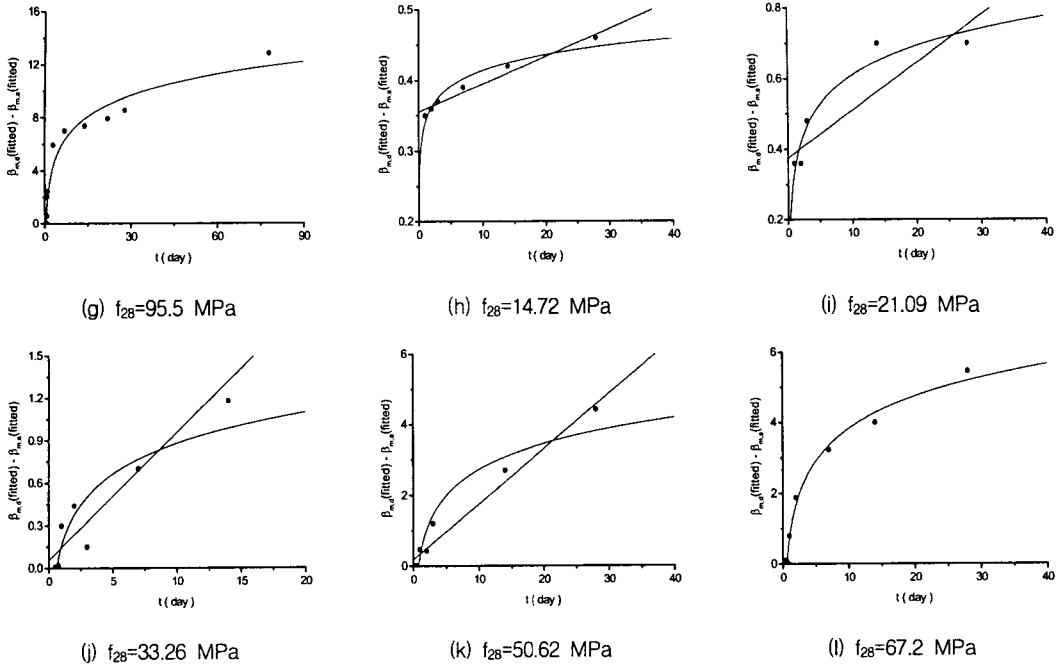 16
12
8
4
0
0 30 60 90
β_m,d(fitted) - β_m,s(fitted)
t (day)
(g) f28=95.5 MPa
0.5
0.4
0.3
0.2
0 10 20 30 40
β_m,d(fitted) - β_m,s(fitted)
t (day)
(h) f28=14.72 MPa
0.8
0.6
0.4
0.2
0 10 20 30 40
β_m,d(fitted) - β_m,s(fitted)
t (day)
(i) f28=21.09 MPa
1.5
1.2
0.9
0.6
0.3
0.0
0 5 10 15 20
β_m,d(fitted) - β_m,s(fitted)
t (day)
(j) f28=33.26 MPa
6
4
2
0
0 10 20 30 40
β_m,d(fitted) - β_m,s(fitted)
t (day)
(k) f28=50.62 MPa
6
4
2
0
0 10 20 30 40
β_m,d(fitted) - β_m,s(fitted)
t (day)
(l) f28=67.2 MPa